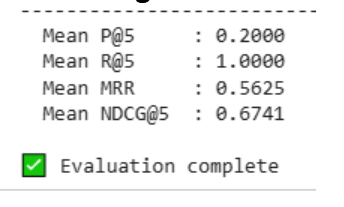 Mean P@5 : 0.2000
Mean R@5 : 1.0000
Mean MRR : 0.5625
Mean NDCG@5 : 0.6741
✅ Evaluation complete